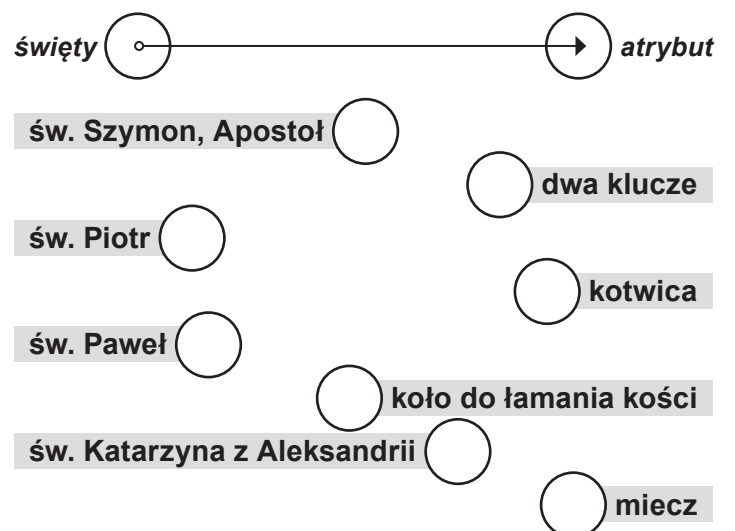 święty atrybut
św. Szymon, Apostoł
dwa klucze
św. Piotr
kotwica
św. Paweł
koło do łamania kości
św. Katarzyna z Aleksandrii
miecz